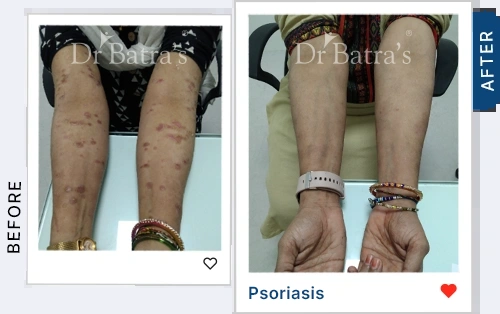 BEFORE
Dr Batra's
Dr Batra's
Psoriasis
AFTER